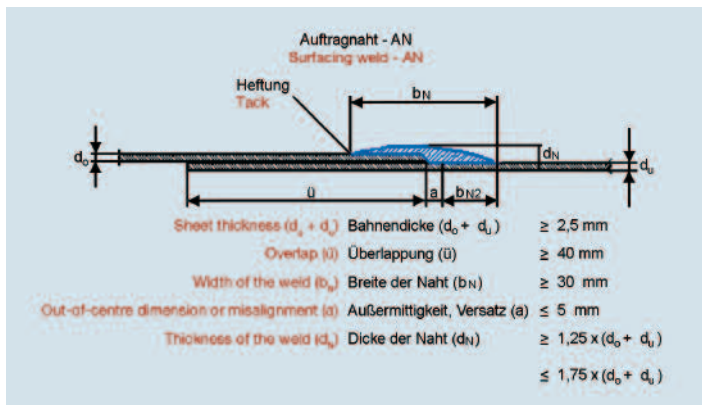 Auftragnaht - AN
Surfacing weld - AN
Heftung
Tack
bN
do
dN
du
ü
a
bN2
Sheet thickness (do + du) Bahnendicke (do + du) ≥ 2,5 mm
Overlap (ü) Überlappung (ü) ≥ 40 mm
Width of the weld (bN) Breite der Naht (bN) ≥ 30 mm
Out-of-centre dimension or misalignment (a) Außermittigkeit, Versatz (a) ≤ 5 mm
Thickness of the weld (dN) Dicke der Naht (dN) ≥ 1,25 x (do + du)
≤ 1,75 x (do + du)